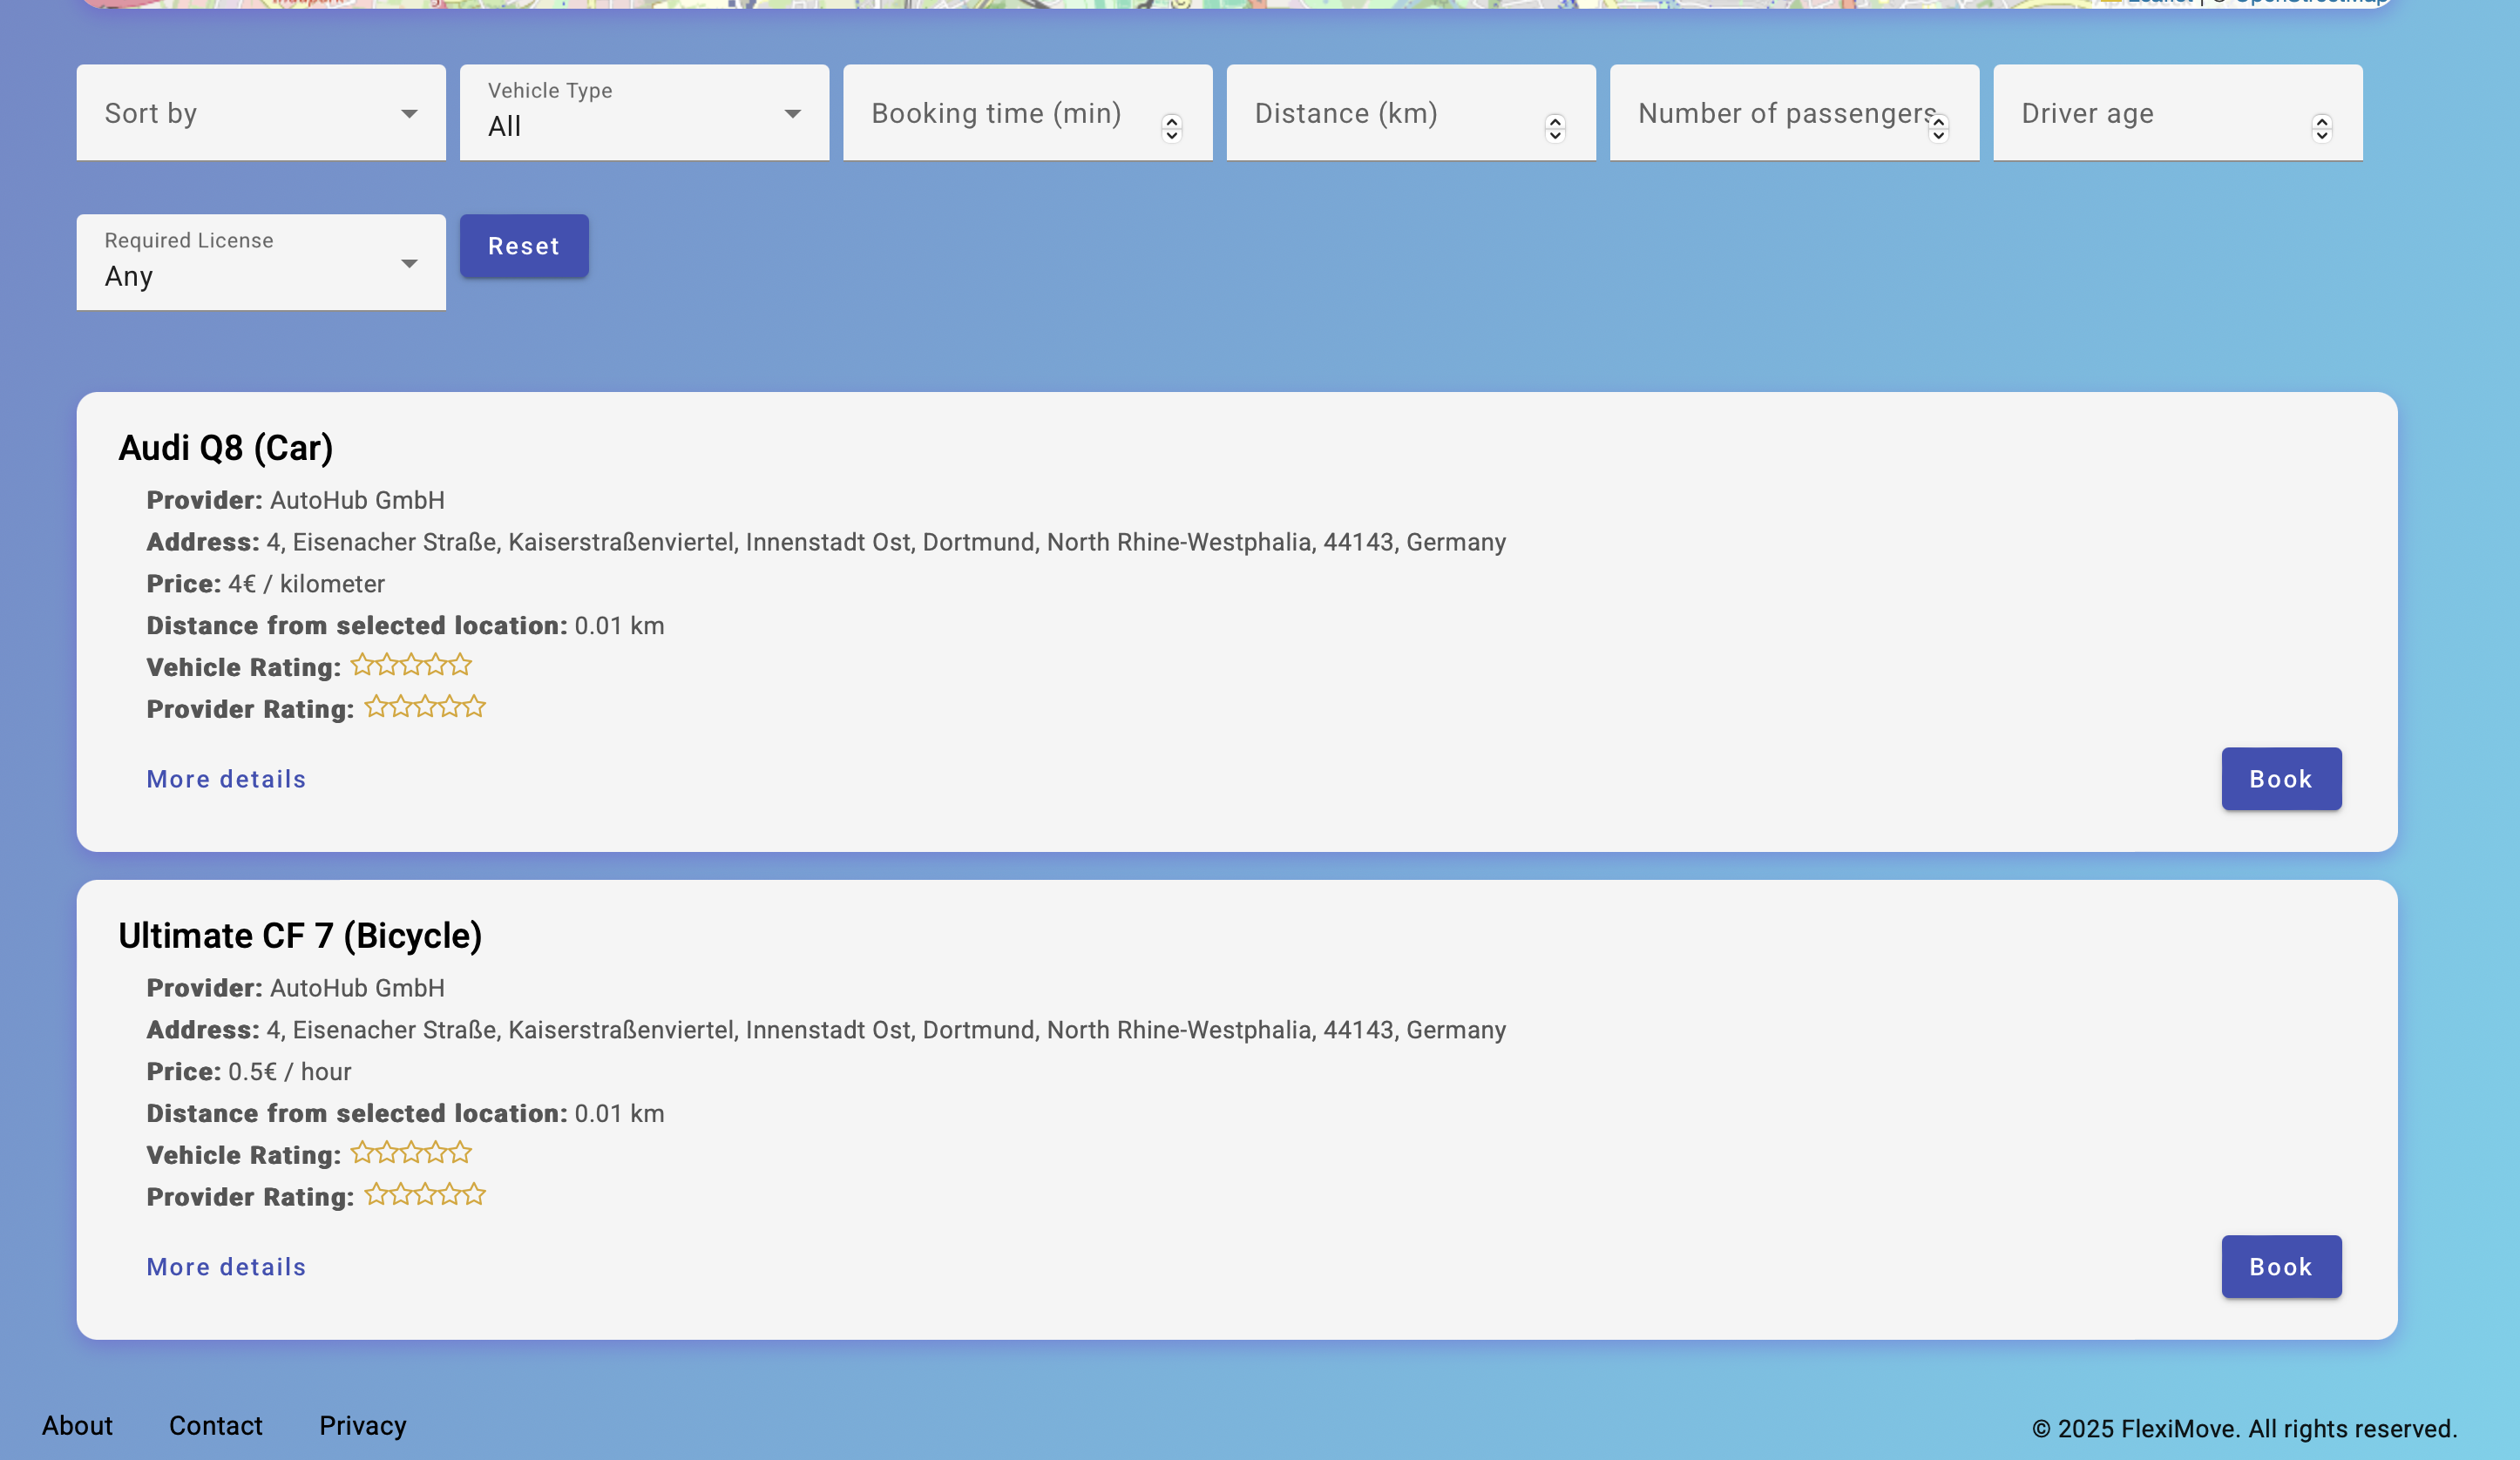 Leaflet | © OpenStreetMap
Sort by
Vehicle Type
All
Booking time (min)
Distance (km)
Number of passengers
Driver age
Required License
Any
Reset
Audi Q8 (Car)
Provider: AutoHub GmbH
Address: 4, Eisenacher Straße, Kaiserstraßenviertel, Innenstadt Ost, Dortmund, North Rhine-Westphalia, 44143, Germany
Price: 4€ / kilometer
Distance from selected location: 0.01 km
Vehicle Rating:
Provider Rating:
More details
Book
Ultimate CF 7 (Bicycle)
Provider: AutoHub GmbH
Address: 4, Eisenacher Straße, Kaiserstraßenviertel, Innenstadt Ost, Dortmund, North Rhine-Westphalia, 44143, Germany
Price: 0.5€ / hour
Distance from selected location: 0.01 km
Vehicle Rating:
Provider Rating:
More details
Book
About
Contact
Privacy
© 2025 FlexiMove. All rights reserved.